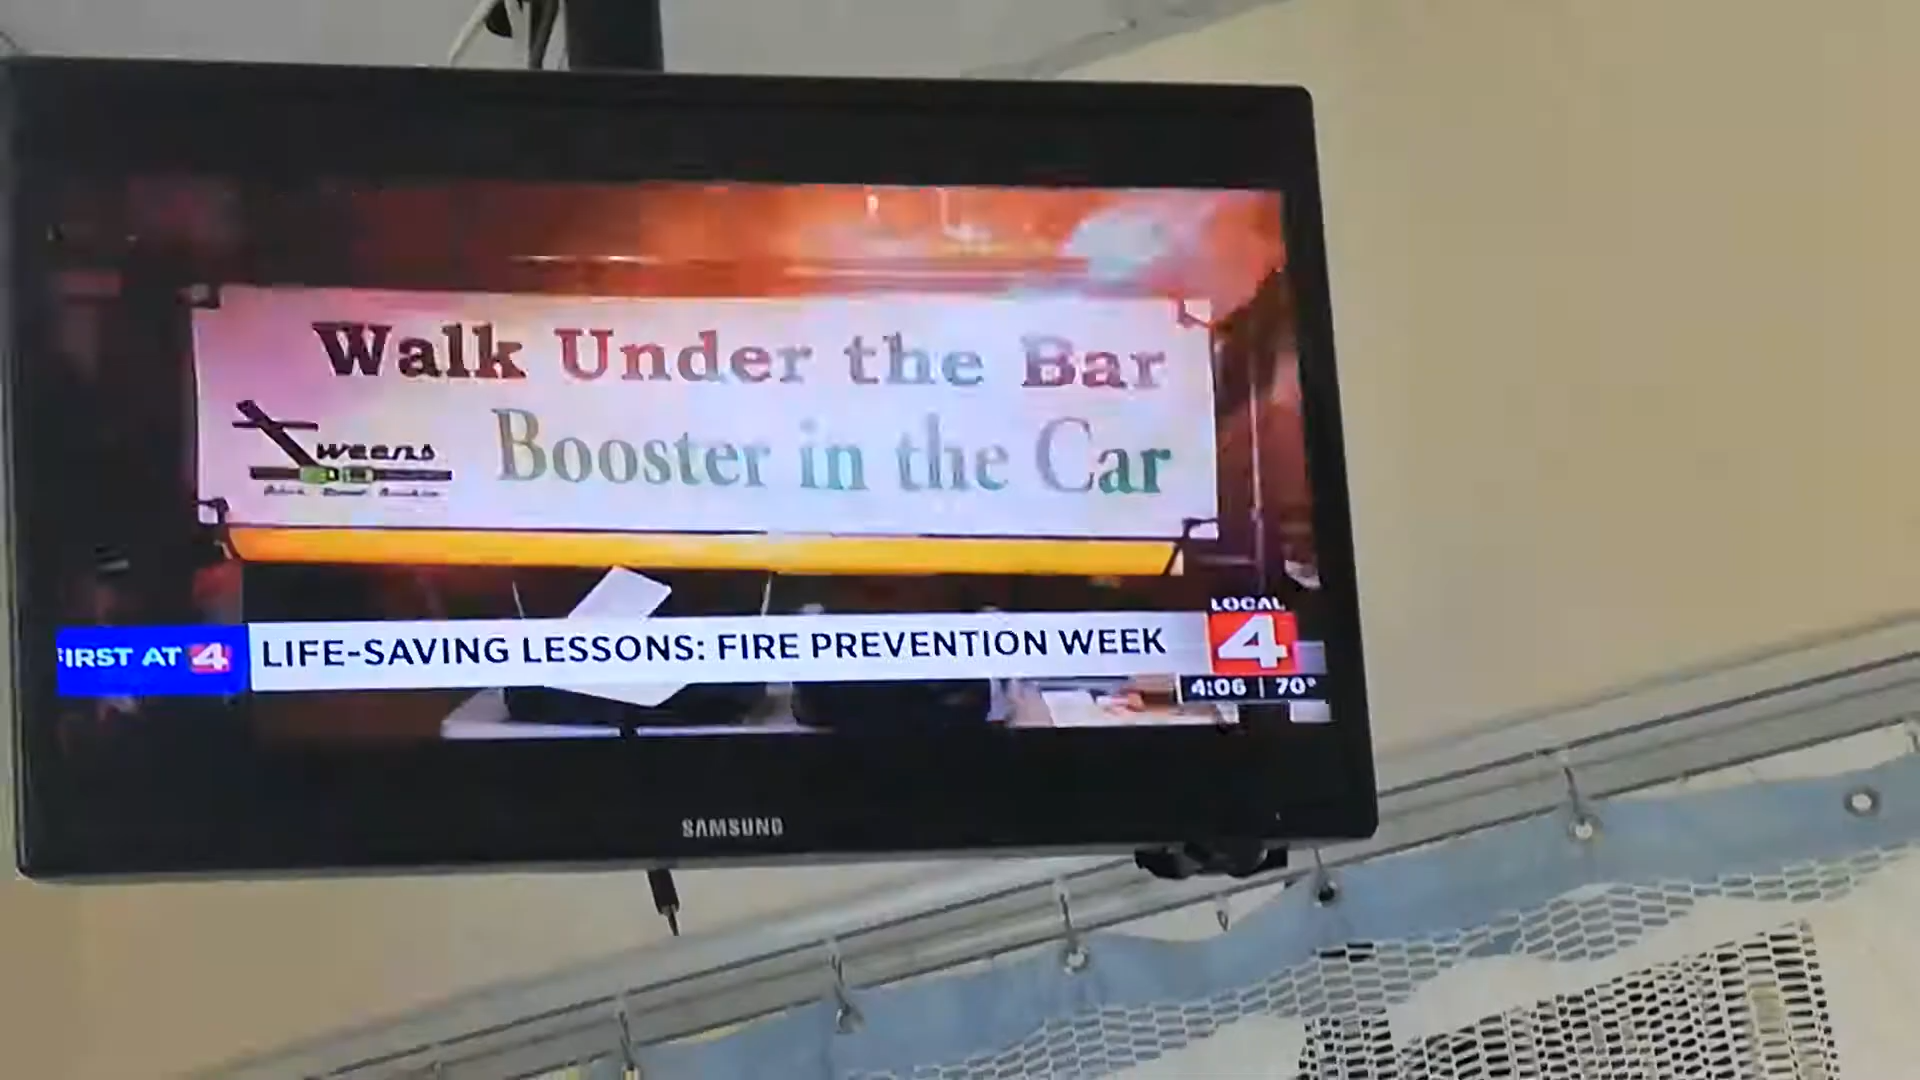 Walk Under the Bar
weens
Booster in the Car
FIRST AT 4
LIFE-SAVING LESSONS: FIRE PREVENTION WEEK
LOCAL
4
4:06 | 70°
SAMSUNG